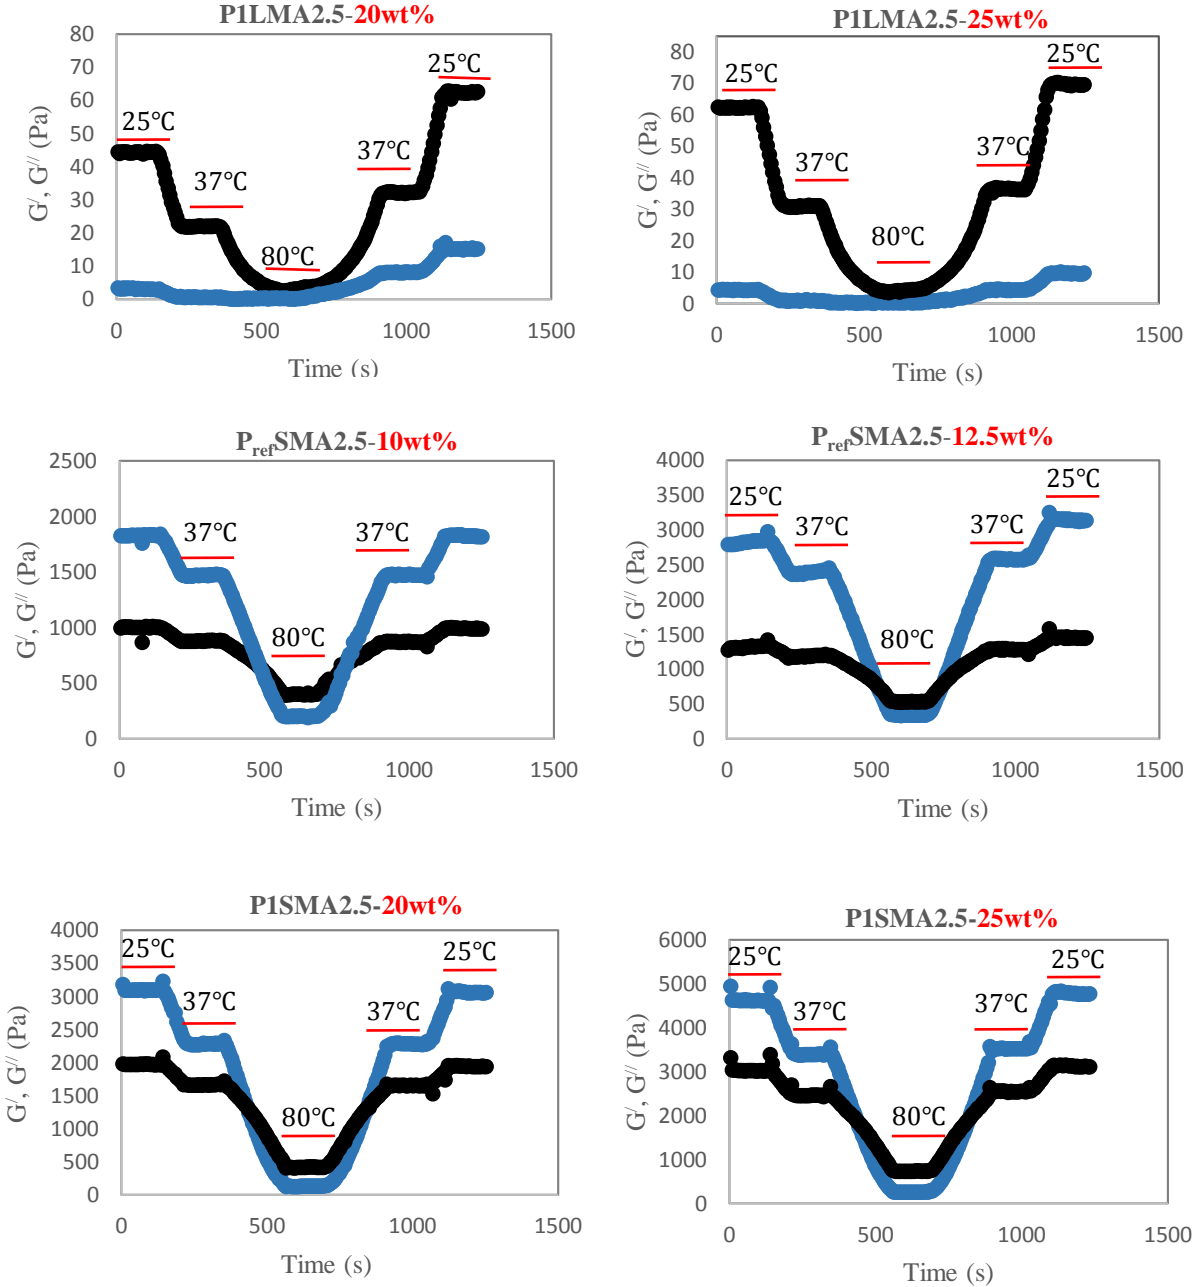 P1LMA2.5-20wt%
80
70
60
50
40
30
20
10
0
G/, G// (Pa)
25°C
37°C
80°C
37°C
25°C
0
500
1000
1500
Time (s)
P1LMA2.5-25wt%
80
70
60
50
40
30
20
10
0
G/, G// (Pa)
25°C
37°C
80°C
37°C
25°C
0
500
1000
1500
Time (s)
PrefSMA2.5-10wt%
2500
2000
1500
1000
500
0
G/, G// (Pa)
37°C
80°C
37°C
0
500
1000
1500
Time (s)
PrefSMA2.5-12.5wt%
4000
3500
3000
2500
2000
1500
1000
500
0
G/, G// (Pa)
25°C
37°C
80°C
37°C
25°C
0
500
1000
1500
Time (s)
P1SMA2.5-20wt%
4000
3500
3000
2500
2000
1500
1000
500
0
G/, G// (Pa)
25°C
37°C
80°C
37°C
25°C
0
500
1000
1500
Time (s)
P1SMA2.5-25wt%
6000
5000
4000
3000
2000
1000
0
G/, G// (Pa)
25°C
37°C
80°C
37°C
25°C
0
500
1000
1500
Time (s)